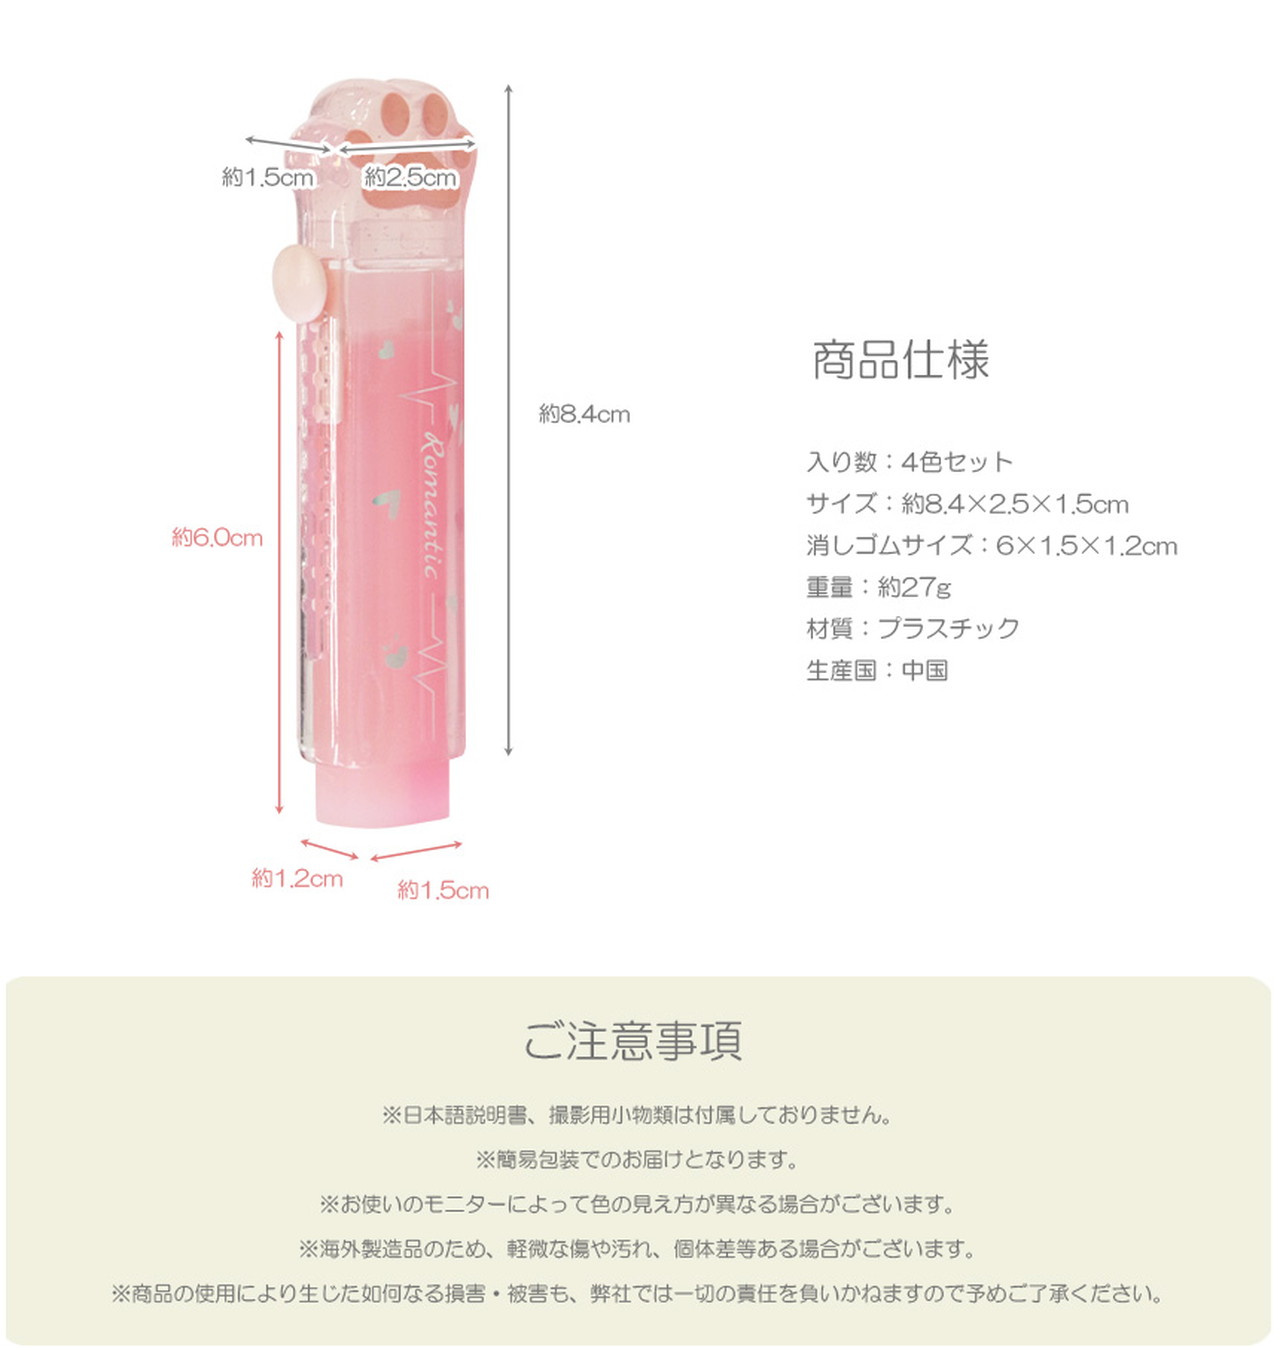 約1.5cm
約2.5cm
約8.4cm
約6.0cm
Romantic
約1.2cm
約1.5cm
商品仕様
入り数：4色セット
サイズ：約8.4×2.5×1.5cm
消しゴムサイズ：6×1.5×1.2cm
重量：約27g
材質：プラスチック
生産国：中国
ご注意事項
※日本語説明書、撮影用小物類は付属しておりません。
※簡易包装でのお届けとなります。
※お使いのモニターによって色の見え方が異なる場合がございます。
※海外製造品のため、軽微な傷や汚れ、個体差等ある場合がございます。
※商品の使用により生じた如何なる損害・被害も、弊社では一切の責任を負いかねますので予めご了承ください。